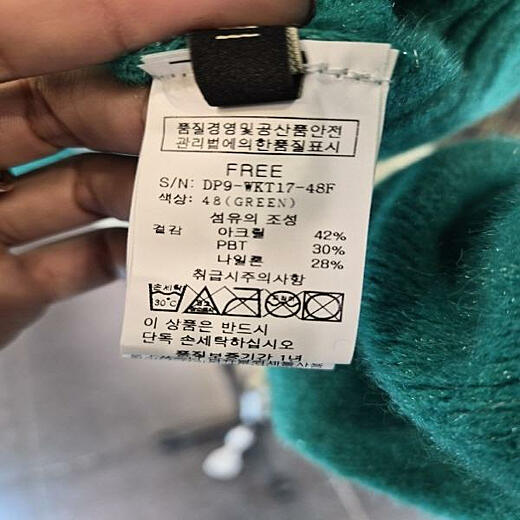 품질경영및공산품안전
관리법에의한품질표시
FREE
S/N: DP9-WKT17-48F
색상: 48(GREEN)
섬유의 조성
겉감 아크릴 42%
PBT 30%
나일론 28%
취급시주의사항
손세탁
30°C
이 상품은 반드시
단독 손세탁하십시오
품질보증기간 1년